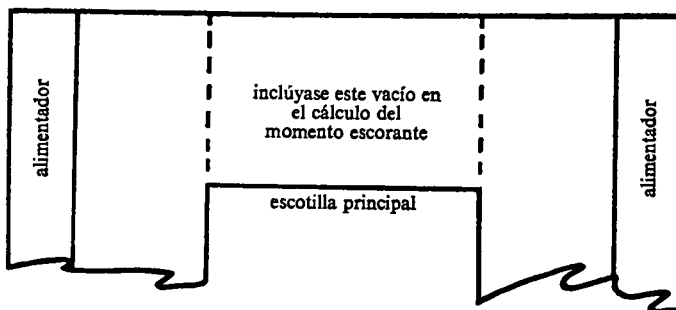 alimentador
inclúyase este vacío en
el cálculo del
momento escorante
escotilla principal
alimentador